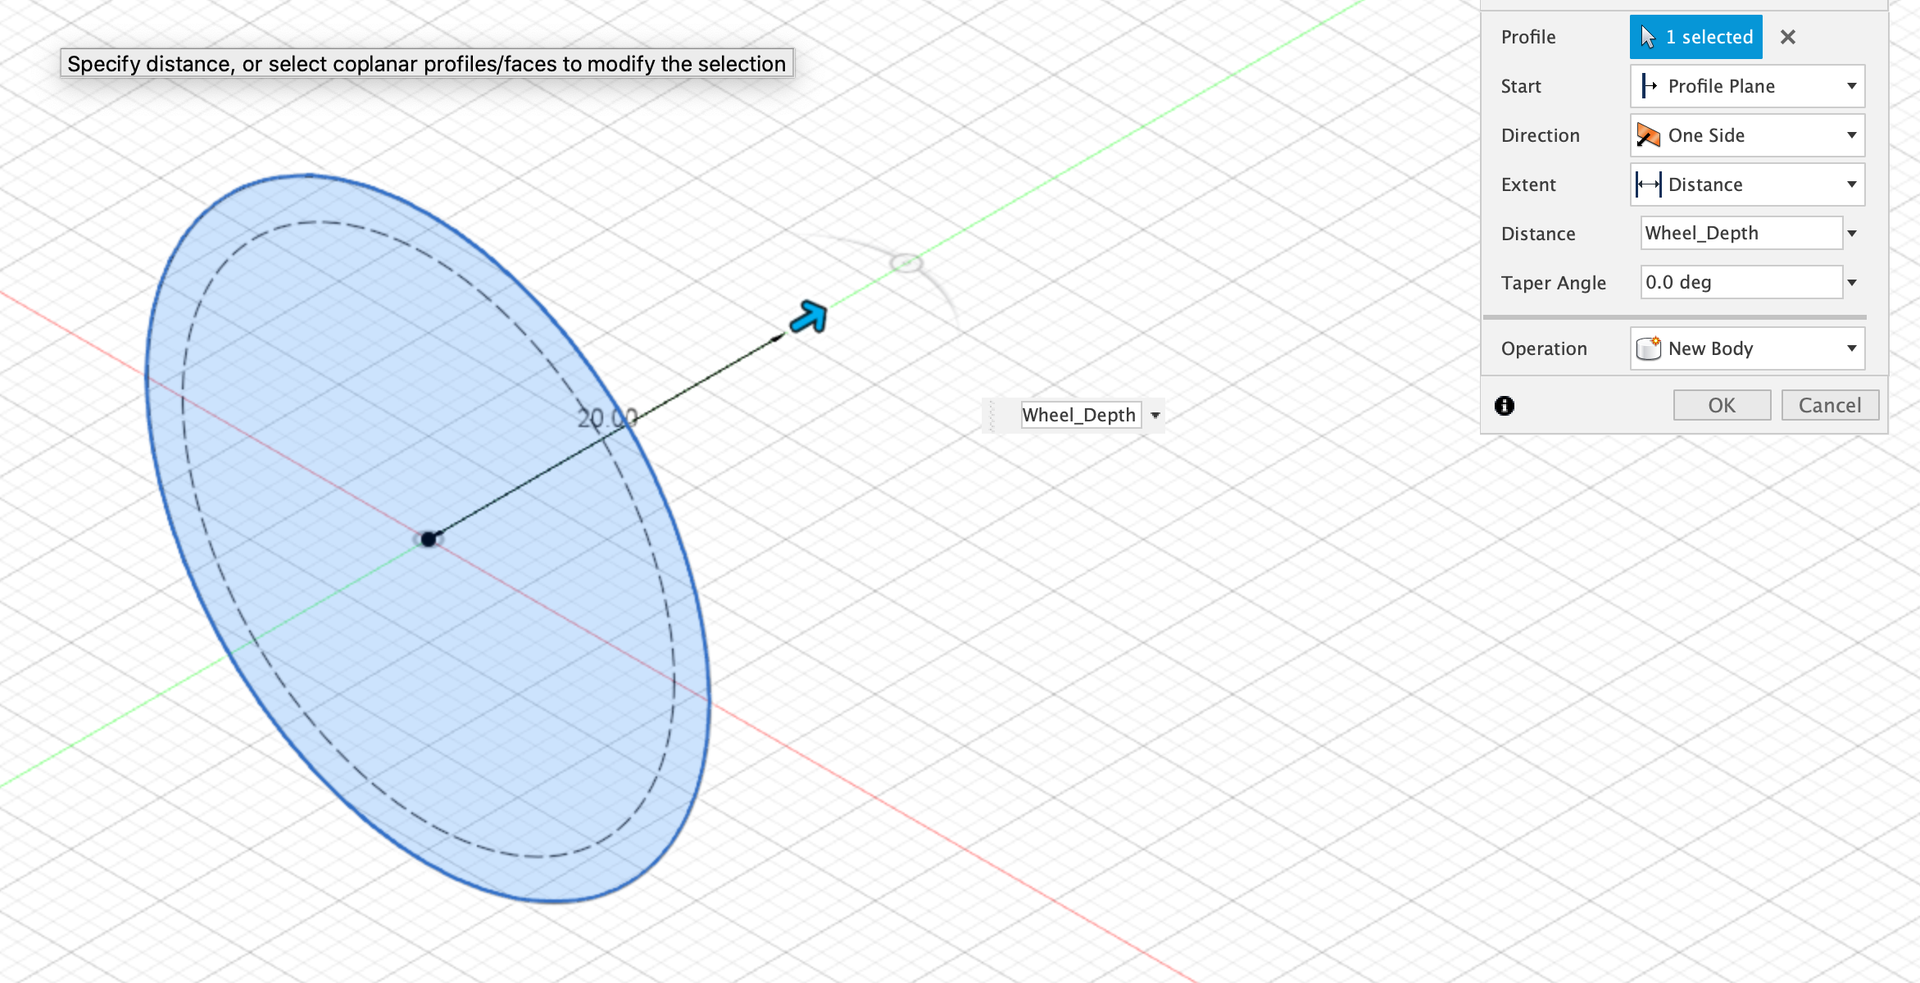 Specify distance, or select coplanar profiles/faces to modify the selection
Profile
1 selected
Start
Profile Plane
Direction
One Side
Extent
Distance
Distance
Wheel_Depth
Taper Angle
0.0 deg
Operation
New Body
OK
Cancel
20.00
Wheel_Depth